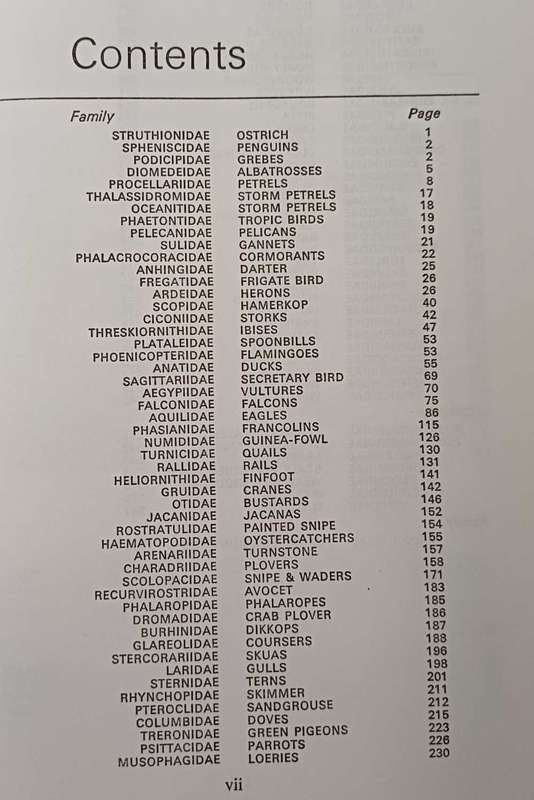 Contents
Family Page
STRUTHIONIDAE OSTRICH 1
SPHENISCIDAE PENGUINS 2
PODICIPIDAE GREBES 2
DIOMEDEIDAE ALBATROSSES 5
PROCELLARIIDAE PETRELS 8
THALASSIDROMIDAE STORM PETRELS 17
OCEANITIDAE STORM PETRELS 18
PHAETONTIDAE TROPIC BIRDS 19
PELECANIDAE PELICANS 19
SULIDAE GANNETS 21
PHALACROCORACIDAE CORMORANTS 22
ANHINGIDAE DARTER 25
FREGATIDAE FRIGATE BIRD 26
ARDEIDAE HERONS 26
SCOPIDAE HAMERKOP 40
CICONIIDAE STORKS 42
THRESKIORNITHIDAE IBISES 47
PLATALEIDAE SPOONBILLS 53
PHOENICOPTERIDAE FLAMINGOES 53
ANATIDAE DUCKS 55
SAGITTARIIDAE SECRETARY BIRD 69
AEGYPIIDAE VULTURES 70
FALCONIDAE FALCONS 75
AQUILIDAE EAGLES 86
PHASIANIDAE FRANCOLINS 115
NUMIDIDAE GUINEA-FOWL 126
TURNICIDAE QUAILS 130
RALLIDAE RAILS 131
HELIORNITHIDAE FINFOOT 141
GRUIDAE CRANES 142
OTIDAE BUSTARDS 146
JACANIDAE JACANAS 152
ROSTRATULIDAE PAINTED SNIPE 154
HAEMATOPODIDAE OYSTERCATCHERS 155
ARENARIIDAE TURNSTONE 157
CHARADRIIDAE PLOVERS 158
SCOLOPACIDAE SNIPE & WADERS 171
RECURVIROSTRIDAE AVOCET 183
PHALAROPIDAE PHALAROPES 185
DROMADIDAE CRAB PLOVER 186
BURHINIDAE DIKKOPS 187
GLAREOLIDAE COURSERS 188
STERCORARIIDAE SKUAS 196
LARIDAE GULLS 198
STERNIDAE TERNS 201
RHYNCHOPIDAE SKIMMER 211
PTEROCLIDAE SANDGROUSE 212
COLUMBIDAE DOVES 215
TRERONIDAE GREEN PIGEONS 223
PSITTACIDAE PARROTS 226
MUSOPHAGIDAE LOERIES 230
vii